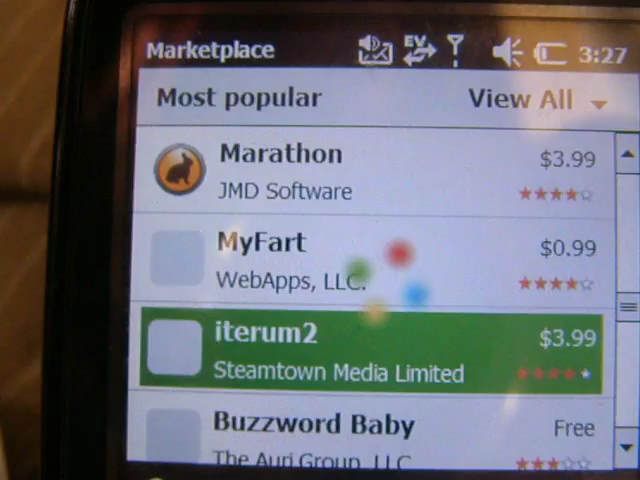 Marketplace EV 3:27
Most popular View All
Marathon $3.99
JMD Software
MyFart $0.99
WebApps, LLC.
iterum2 $3.99
Steamtown Media Limited
Buzzword Baby Free
The Auri Group, LLC